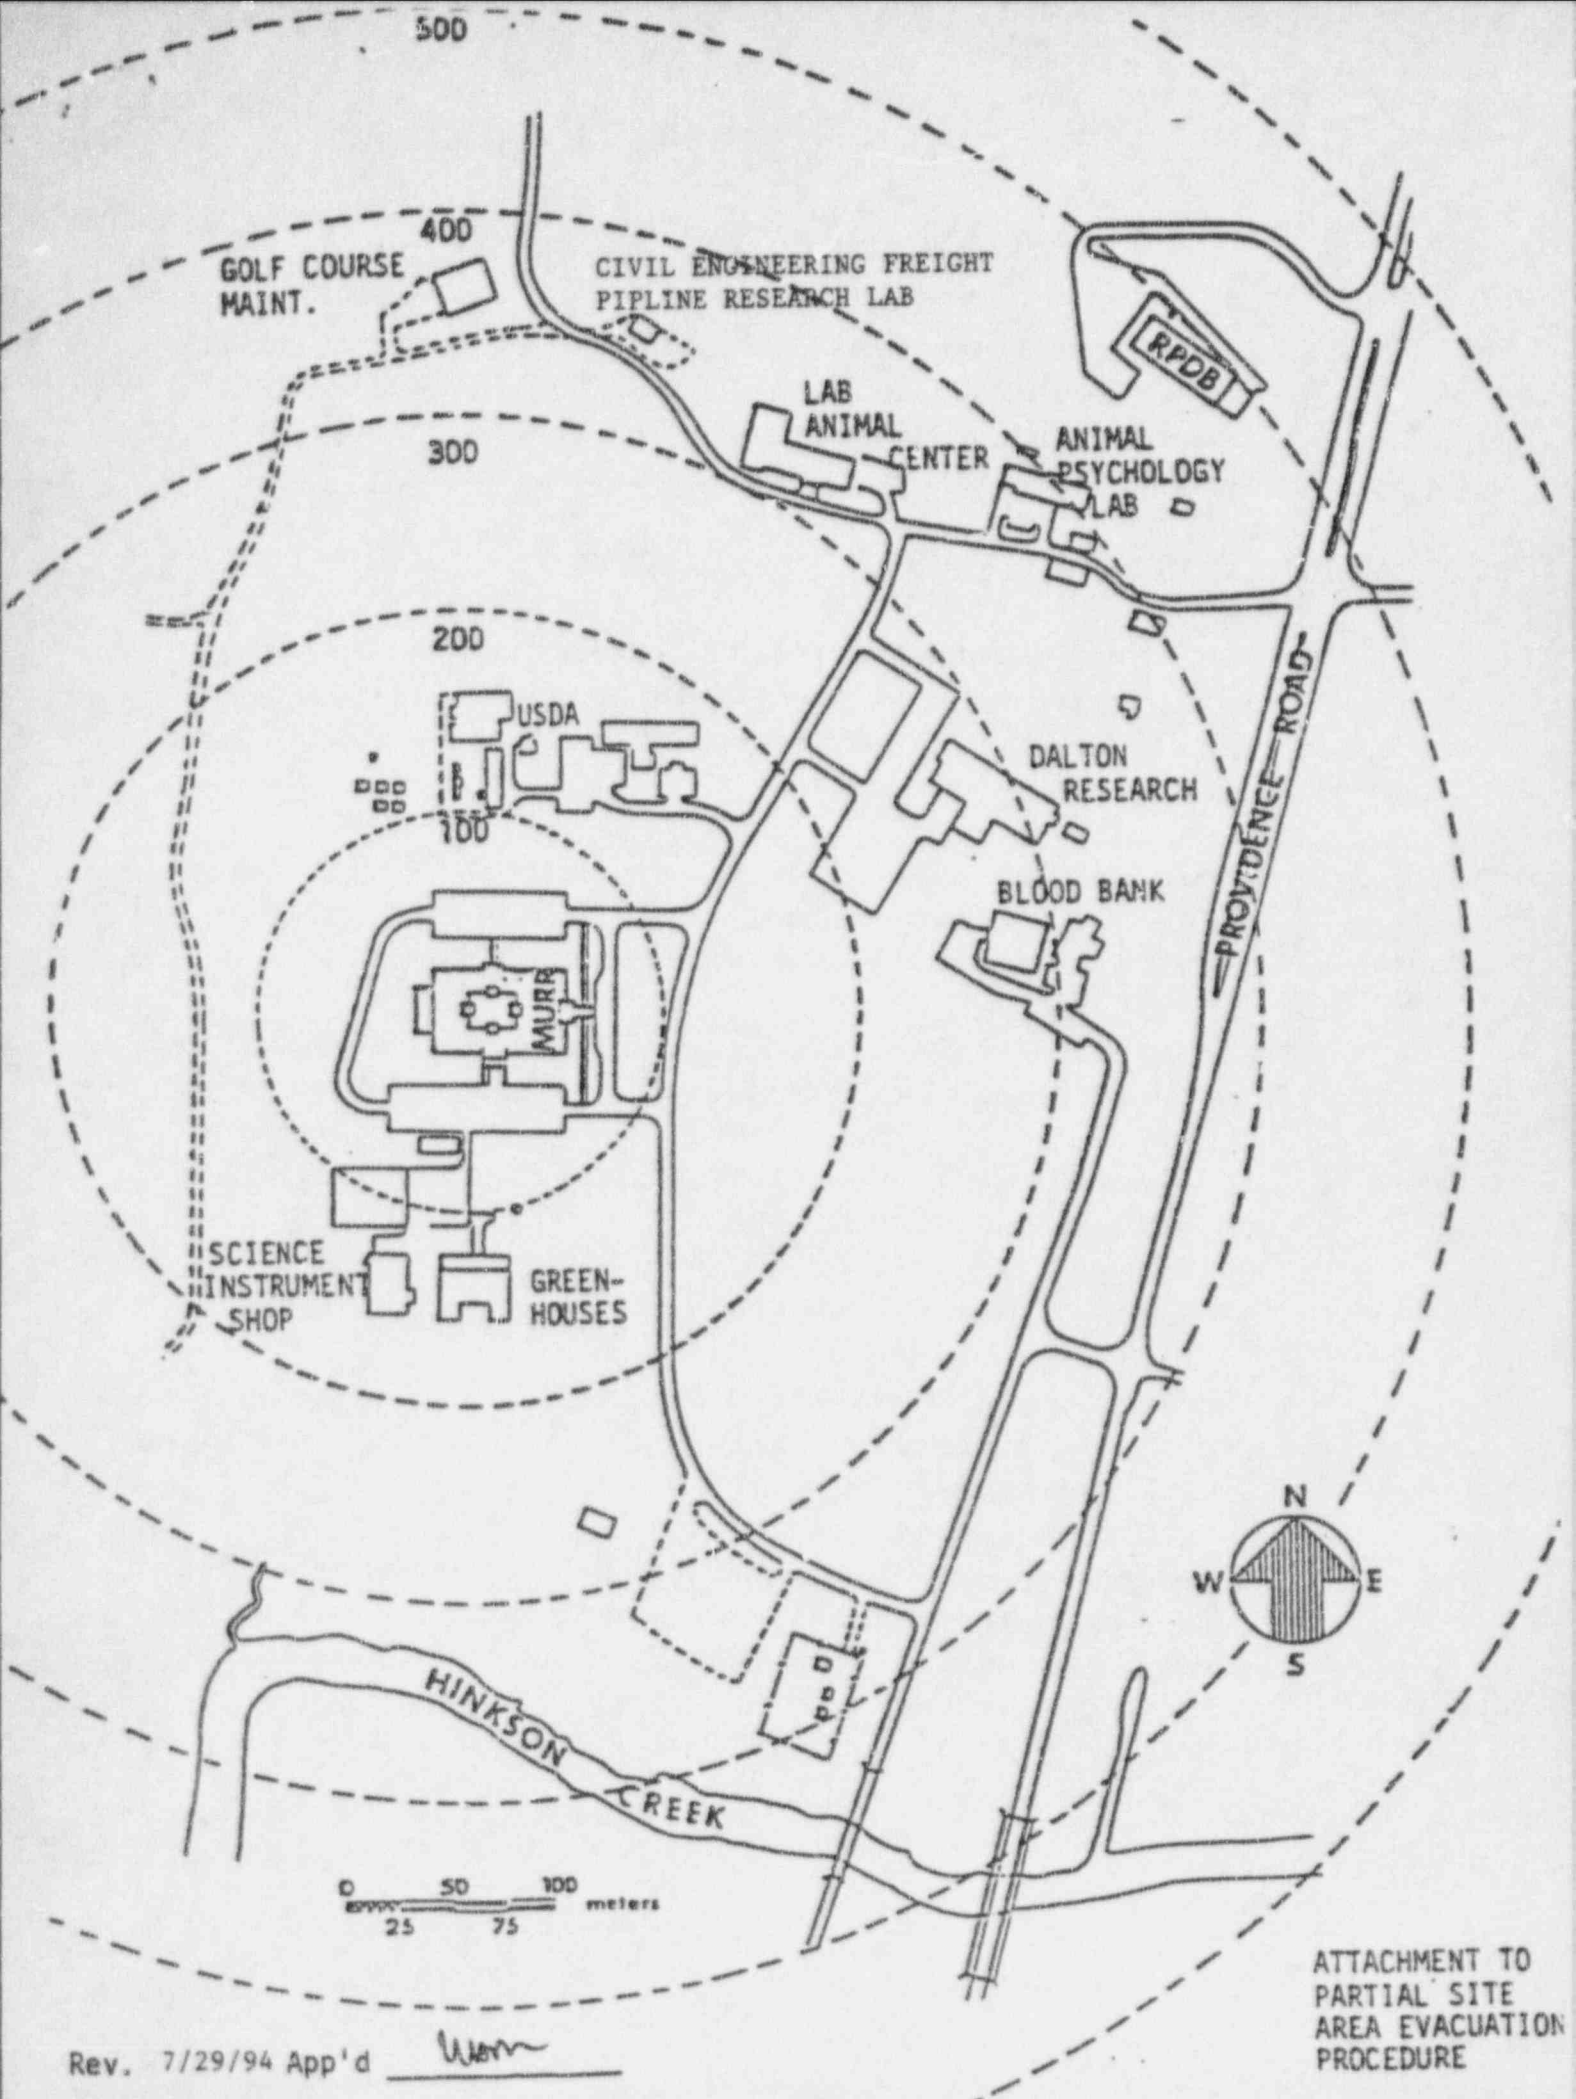 500
400
GOLF COURSE
MAINT.
CIVIL ENGINEERING FREIGHT
PIPLINE RESEARCH LAB
RPDB
LAB
ANIMAL
CENTER
ANIMAL
PSYCHOLOGY
LAB
300
200
USDA
DALTON
RESEARCH
PROVIDENCE ROAD
100
BLOOD BANK
MURR
SCIENCE
INSTRUMENT
SHOP
GREEN-
HOUSES
N
W E
S
HINKSON
CREEK
0 50 100
meters
25 75
ATTACHMENT TO
PARTIAL SITE
AREA EVACUATION
PROCEDURE
Rev. 7/29/94 App'd